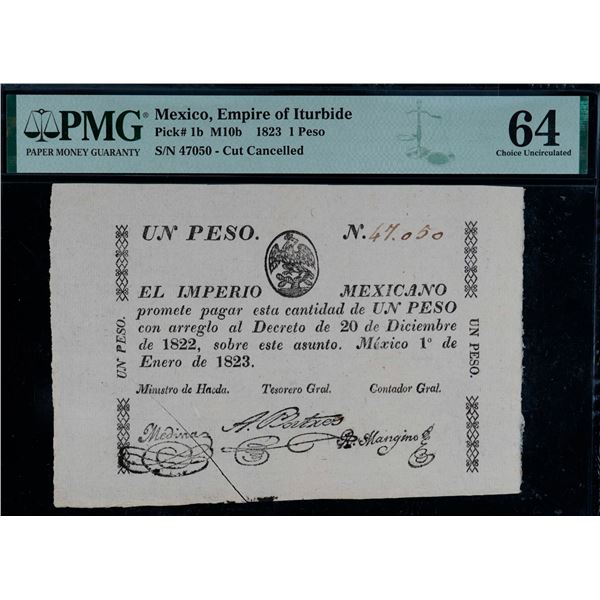 PMG®
PAPER MONEY GUARANTY
Mexico, Empire of Iturbide
Pick# 1b M10b 1823 1 Peso
S/N 47050 - Cut Cancelled
64
Choice Uncirculated
UN PESO. N. 47.050
EL IMPERIO MEXICANO
promete pagar esta cantidad de UN PESO
con arreglo al Decreto de 20 de Diciembre
de 1822, sobre este asunto. México 1º de
Enero de 1823.
Ministro de Hacda. Tesorero Gral. Contador Gral.
Medina
Mangino
UN PESO.
UN PESO.